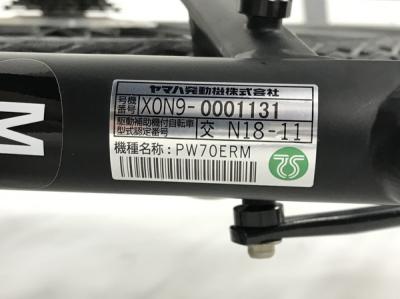 ヤマハ発動機株式会社
号機番号 X0N9-0001131
駆動補助機付自転車型式認定番号 交 N18-11
機種名称:PW70ERM
M